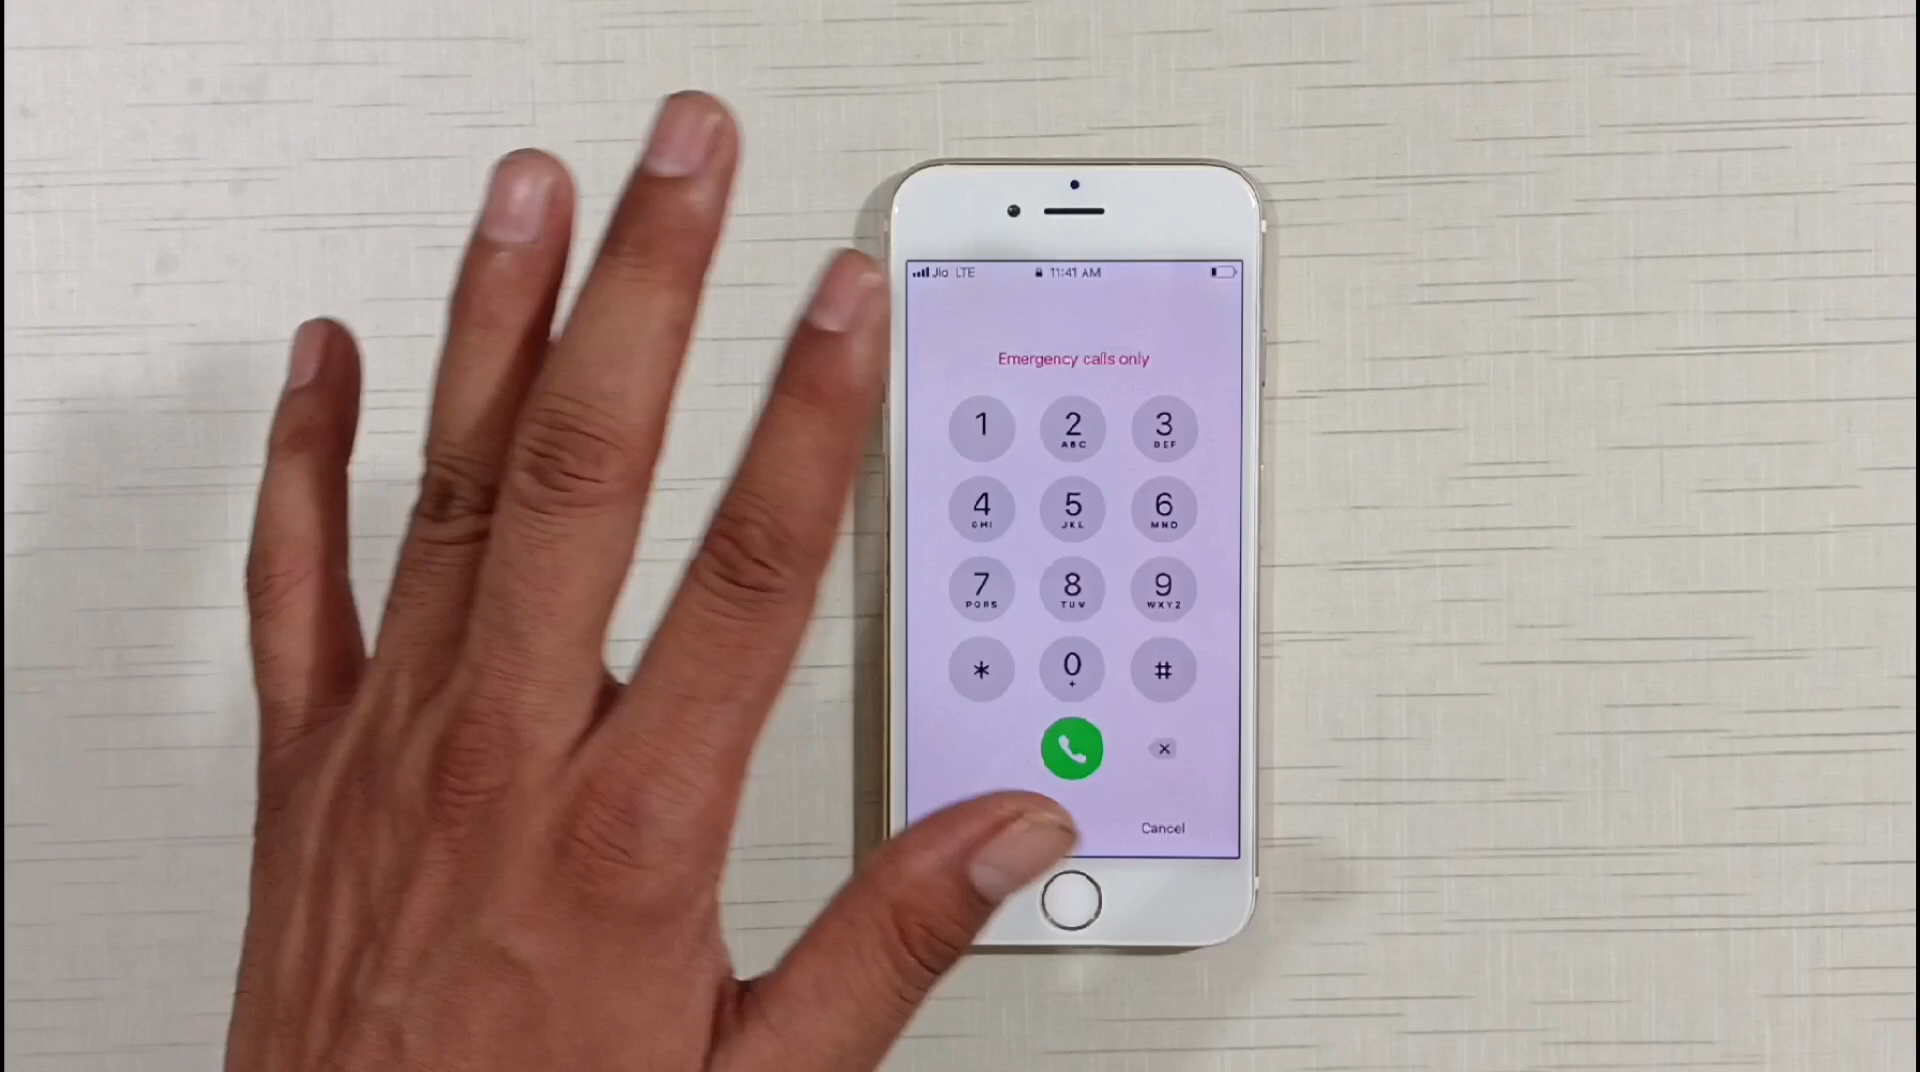 Jio LTE 11:41 AM
Emergency calls only
1 2 3
ABC DEF
4 5 6
GHI JKL MNO
7 8 9
PQRS TUV WXYZ
* 0 #
+
Cancel